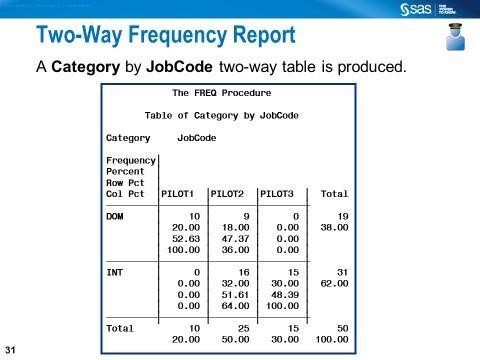 sas THE POWER TO KNOW
Two-Way Frequency Report
A Category by JobCode two-way table is produced.
The FREQ Procedure
Table of Category by JobCode
Category JobCode
Frequency
Percent
Row Pct
Col Pct PILOT1 PILOT2 PILOT3 Total
DOM 10 9 0 19
20.00 18.00 0.00 38.00
52.63 47.37 0.00
100.00 36.00 0.00
INT 0 16 15 31
0.00 32.00 30.00 62.00
0.00 51.61 48.39
0.00 64.00 100.00
Total 10 25 15 50
20.00 50.00 30.00 100.00
31